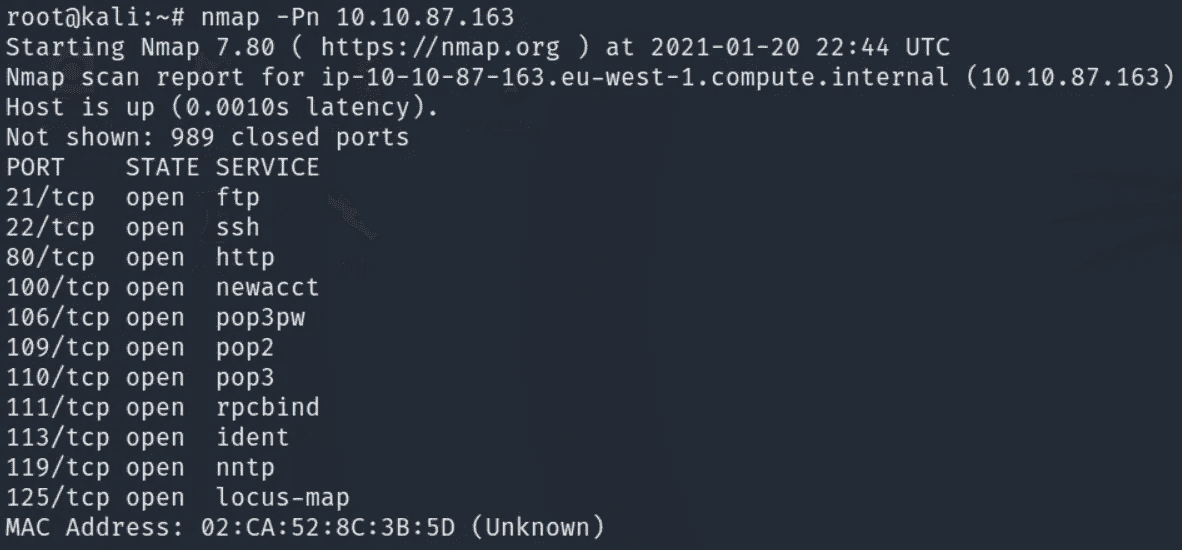 root@kali:~# nmap -Pn 10.10.87.163
Starting Nmap 7.80 ( https://nmap.org ) at 2021-01-20 22:44 UTC
Nmap scan report for ip-10-10-87-163.eu-west-1.compute.internal (10.10.87.163)
Host is up (0.0010s latency).
Not shown: 989 closed ports
PORT    STATE SERVICE
21/tcp  open  ftp
22/tcp  open  ssh
80/tcp  open  http
100/tcp open  newacct
106/tcp open  pop3pw
109/tcp open  pop2
110/tcp open  pop3
111/tcp open  rpcbind
113/tcp open  ident
119/tcp open  nntp
125/tcp open  locus-map
MAC Address: 02:CA:52:8C:3B:5D (Unknown)